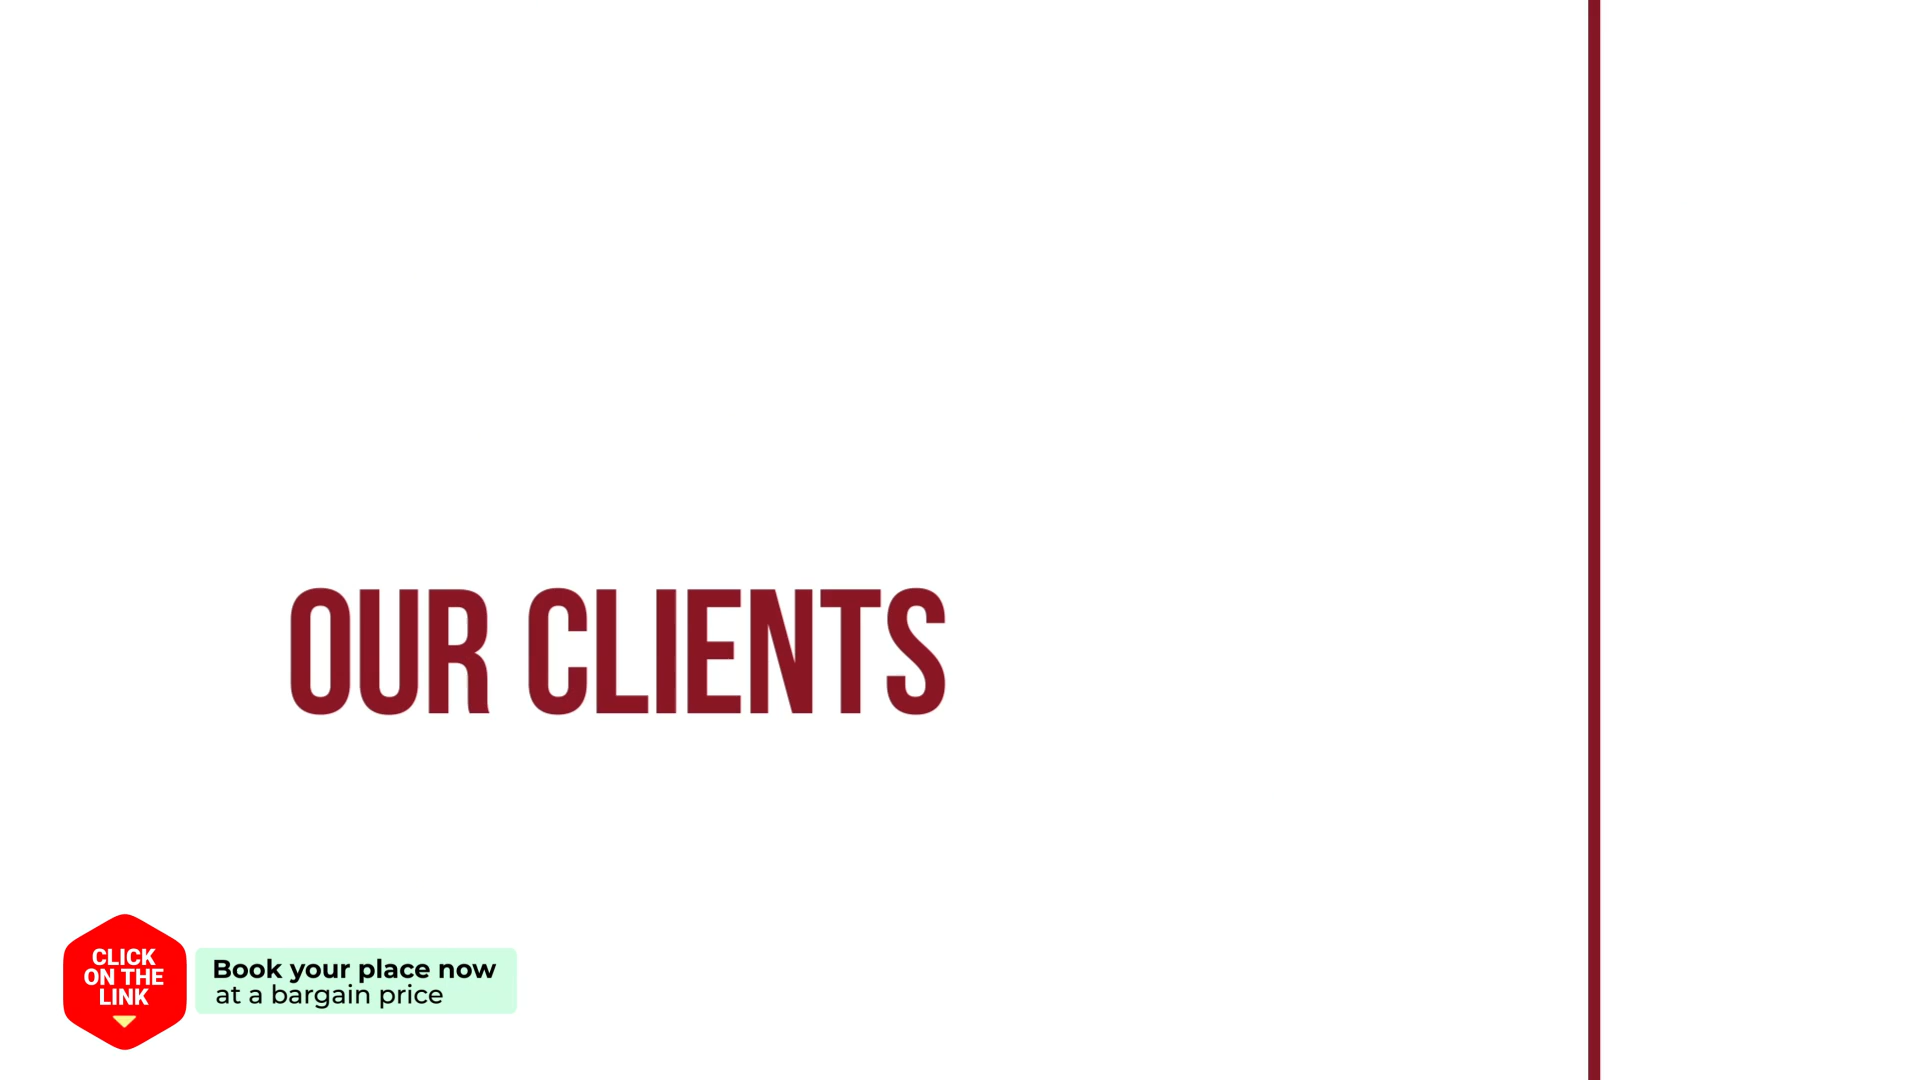 OUR CLIENTS
CLICK
ON THE
LINK
Book your place now
at a bargain price